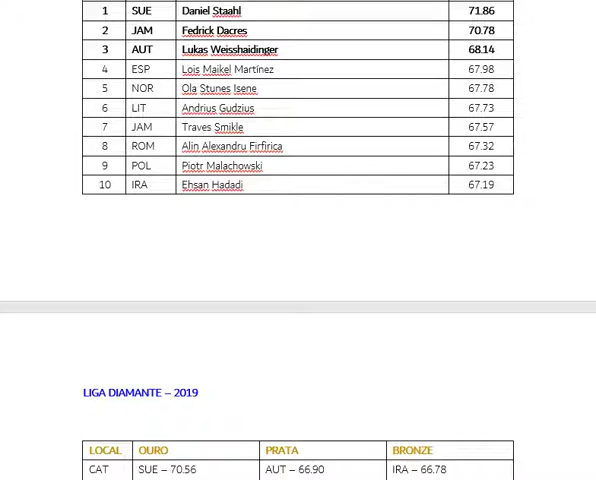 1 SUE Daniel Staahl 71.86
2 JAM Fedrick Dacres 70.78
3 AUT Lukas Weisshaidinger 68.14
4 ESP Lois Maikel Martínez 67.98
5 NOR Ola Stunes Isene 67.78
6 LIT Andrius Gudzius 67.73
7 JAM Traves Smikle 67.57
8 ROM Alin Alexandru Firfirica 67.32
9 POL Piotr Malachowski 67.23
10 IRA Ehsan Hadadi 67.19
LIGA DIAMANTE – 2019
LOCAL OURO PRATA BRONZE
CAT SUE – 70.56 AUT – 66.90 IRA – 66.78